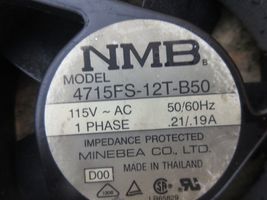 NMB
MODEL
4715FS-12T-B50
115V ~ AC 50/60Hz
1 PHASE .21/.19A
IMPEDANCE PROTECTED
MINEBEA CO., LTD.
MADE IN THAILAND
D00
LR65829